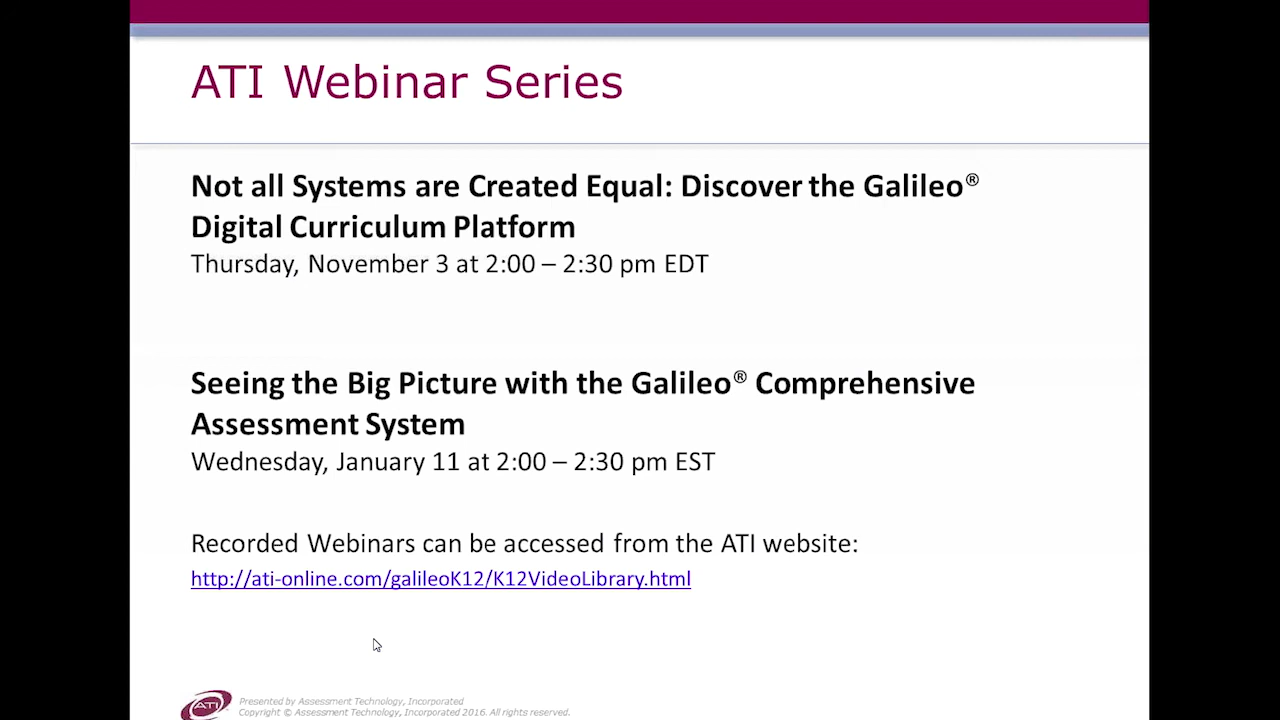 ATI Webinar Series
Not all Systems are Created Equal: Discover the Galileo®
Digital Curriculum Platform
Thursday, November 3 at 2:00 – 2:30 pm EDT
Seeing the Big Picture with the Galileo® Comprehensive
Assessment System
Wednesday, January 11 at 2:00 – 2:30 pm EST
Recorded Webinars can be accessed from the ATI website:
http://ati-online.com/galileoK12/K12VideoLibrary.html
ATI
Presented by Assessment Technology, Incorporated
Copyright © Assessment Technology, Incorporated 2016. All rights reserved.